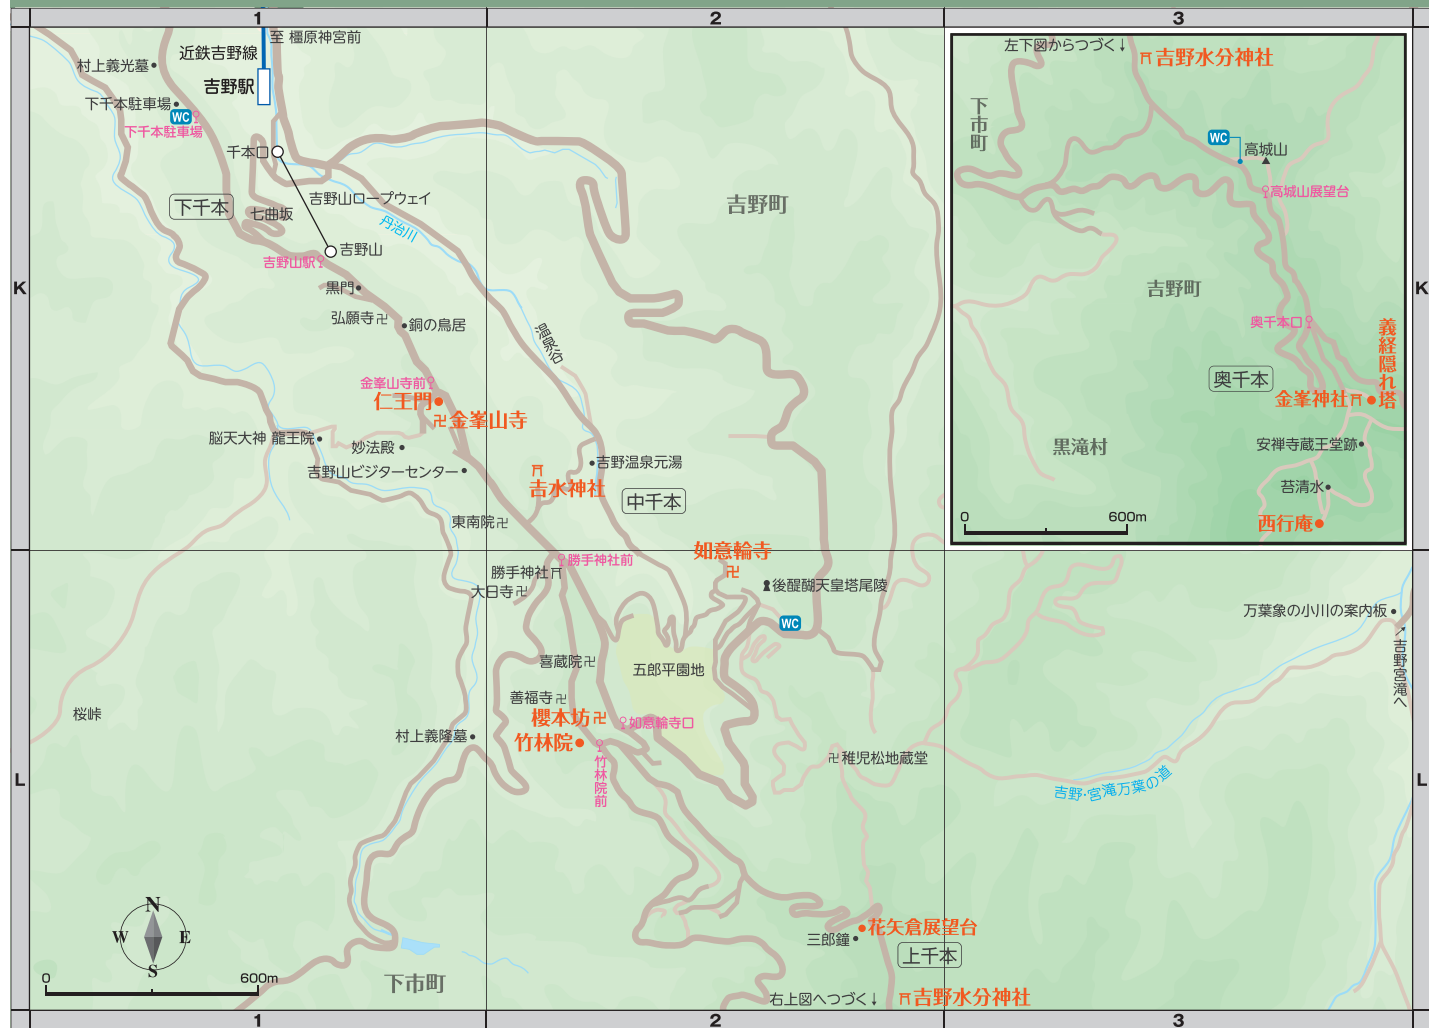 1
2
3
至 橿原神宮前
近鉄吉野線
吉野駅
村上義光墓
下千本駐車場
WC
下千本駐車場
千本口
下千本
七曲坂
吉野山ロープウェイ
丹治川
吉野山
吉野山駅
吉野町
黒門
弘願寺卍
銅の鳥居
温泉谷
金峯山寺前
仁王門
卍金峯山寺
脳天大神 龍王院
妙法殿
吉野山ビジターセンター
吉野温泉元湯
吉水神社
中千本
東南院卍
K
K
左下図からつづく↓
吉野水分神社
下市町
WC
高城山
高城山展望台
吉野町
奥千本口
義経隠れ塔
奥千本
金峯神社
黒滝村
安禅寺蔵王堂跡
苔清水
西行庵
0
600m
勝手神社前
如意輪寺
卍
勝手神社
大日寺卍
後醍醐天皇塔尾陵
WC
万葉象の小川の案内板
↗吉野宮滝へ
喜蔵院卍
五郎平園地
善福寺卍
櫻本坊卍
如意輪寺口
竹林院
竹林院前
桜峠
村上義隆墓
卍稚児松地蔵堂
吉野・宮滝万葉の道
L
L
N
W
E
S
0
600m
下市町
花矢倉展望台
三郎鐘
上千本
右上図へつづく↓
吉野水分神社
1
2
3